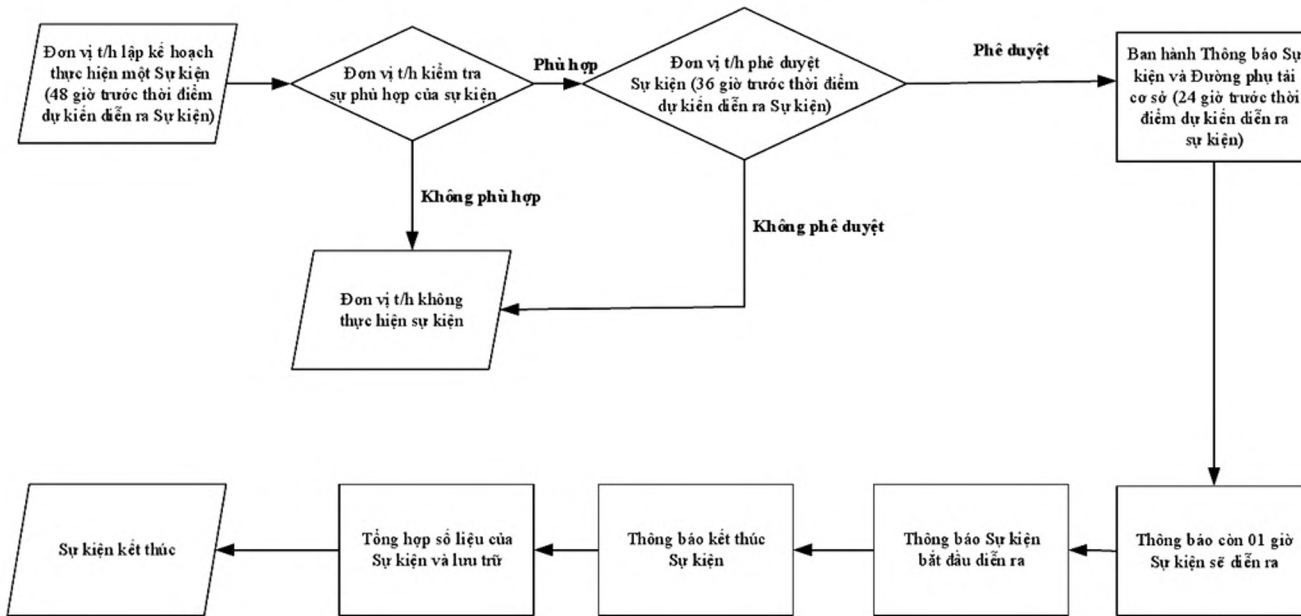 Đơn vị t/h lập kế hoạch
thực hiện một Sự kiện
(48 giờ trước thời điểm
dự kiến diễn ra Sự kiện)
Đơn vị t/h kiểm tra
sự phù hợp của sự kiện
Phù hợp
Đơn vị t/h phê duyệt
Sự kiện (36 giờ trước thời điểm
dự kiến diễn ra Sự kiện)
Phê duyệt
Ban hành Thông báo Sự
kiện và Đường phụ tải
cơ sở (24 giờ trước thời
điểm dự kiến diễn ra
sự kiện)
Không phù hợp
Không phê duyệt
Đơn vị t/h không
thực hiện sự kiện
Sự kiện kết thúc
Tổng hợp số liệu của
Sự kiện và lưu trữ
Thông báo kết thúc
Sự kiện
Thông báo Sự kiện
bắt đầu diễn ra
Thông báo còn 01 giờ
Sự kiện sẽ diễn ra